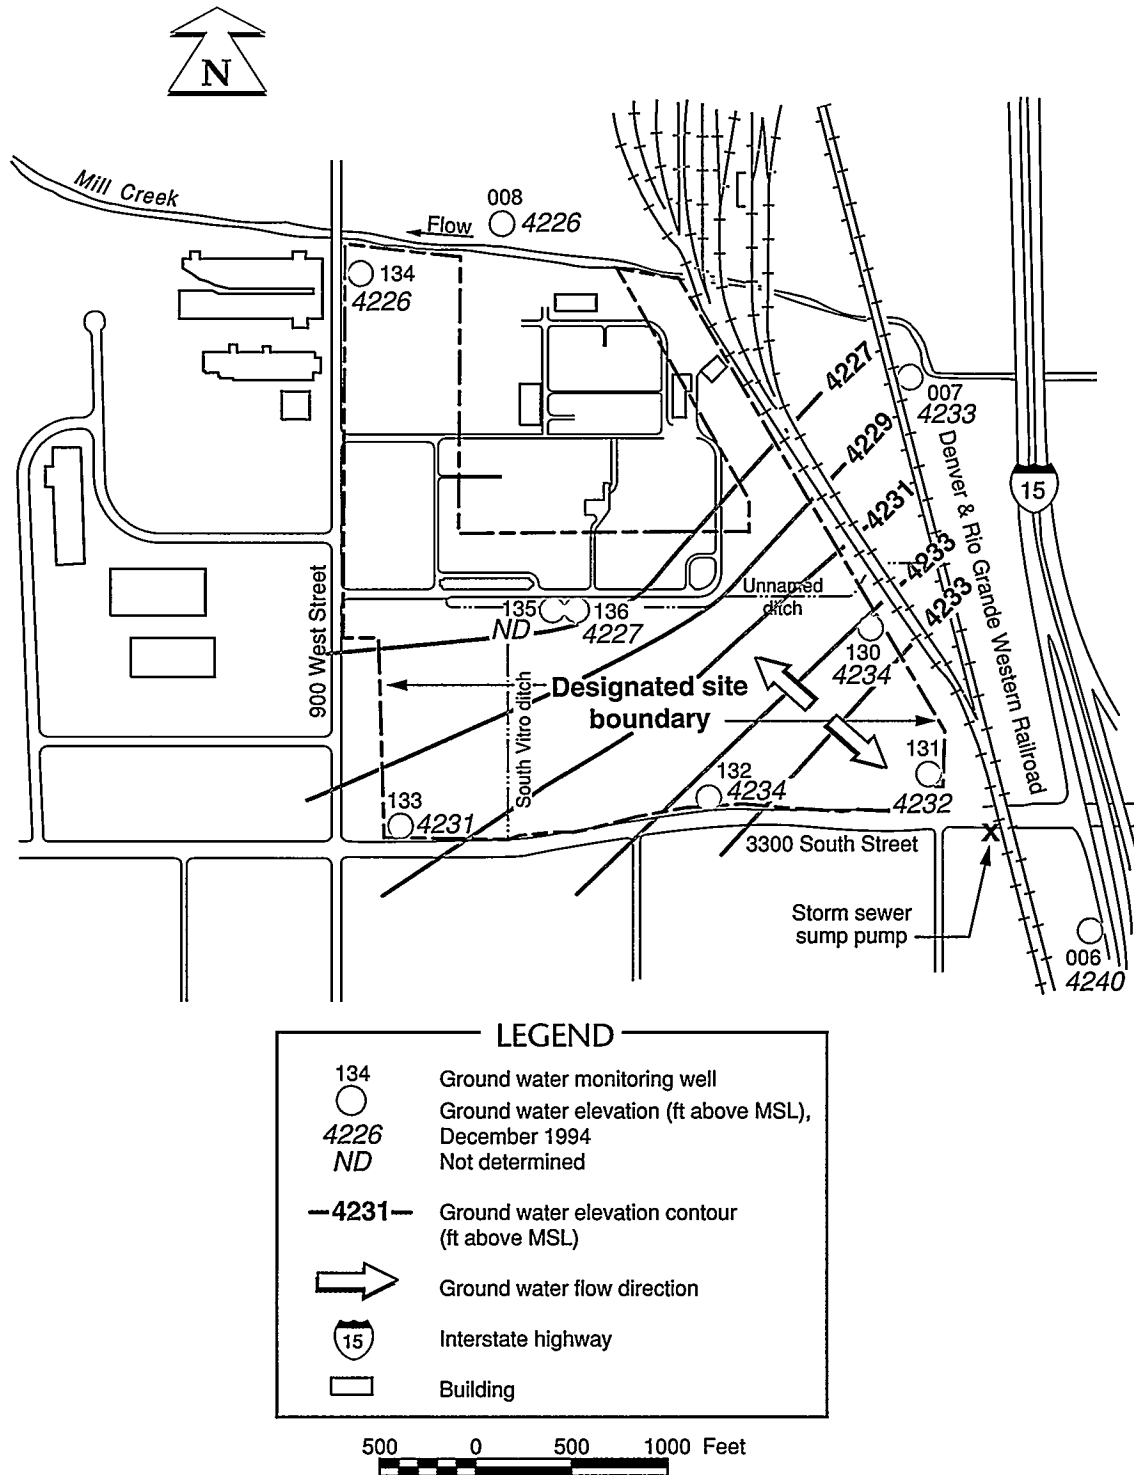 N
Mill Creek
Flow
008
4226
134
4226
4227
007
4233
4229
4231
4233
4233
Denver & Rio Grande Western Railroad
15
900 West Street
Unnamed
ditch
135
ND
136
4227
130
4234
South Vitro ditch
Designated site
boundary
131
4232
132
4234
133
4231
3300 South Street
X
Storm sewer
sump pump
006
4240
LEGEND
134
Ground water monitoring well
4226
Ground water elevation (ft above MSL),
December 1994
ND
Not determined
4231
Ground water elevation contour
(ft above MSL)
Ground water flow direction
15
Interstate highway
Building
500 0 500 1000 Feet